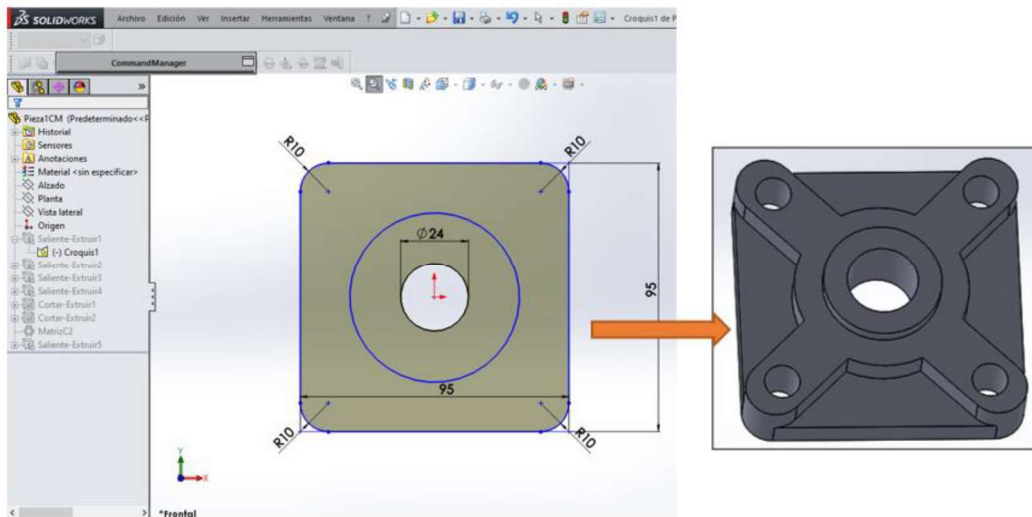 SOLIDWORKS Archivo Edición Ver Insertar Herramientas Ventana ? Croquis1 de P
CommandManager
Pieza1CM (Predeterminado<<P
Historial
Sensores
Anotaciones
Material <sin especificar>
Alzado
Planta
Vista lateral
Origen
Saliente-Extruir1
(-) Croquis1
Saliente-Extruir2
Saliente-Extruir3
Saliente-Extruir4
Cortar-Extruir1
Cortar-Extruir2
MatrizC2
Saliente-Extruir5
R10
R10
Ø24
95
95
R10
R10
Y
X
*Frontal